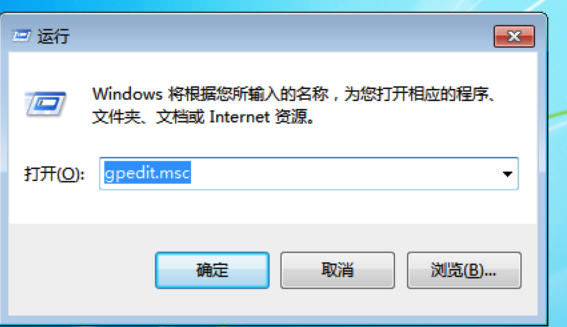 运行
Windows 将根据您所输入的名称，为您打开相应的程序、
文件夹、文档或 Internet 资源。
打开(O): gpedit.msc
确定 取消 浏览(B)...